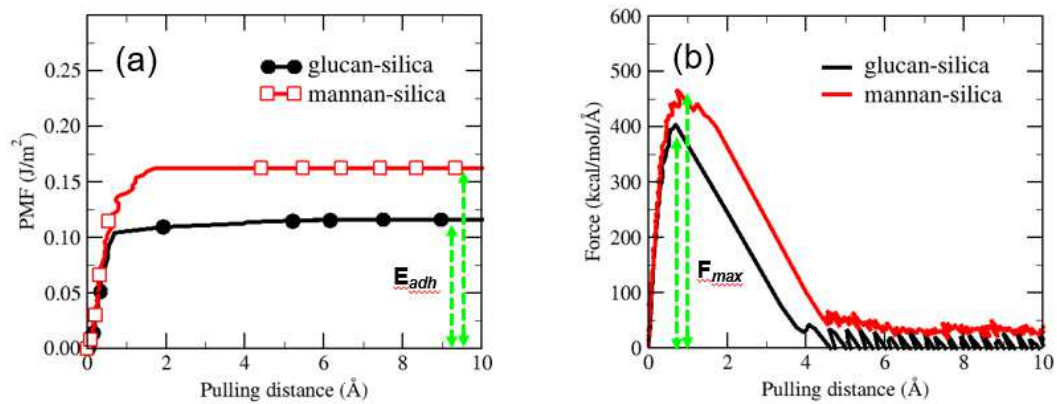 (a)
glucan-silica
mannan-silica
PMF (J/m²)
0.25
0.20
0.15
0.10
0.05
0.00
E_adh
0 2 4 6 8 10
Pulling distance (Å)
(b)
glucan-silica
mannan-silica
Force (kcal/mol/Å)
600
500
400
300
200
100
0
F_max
0 2 4 6 8 10
Pulling distance (Å)